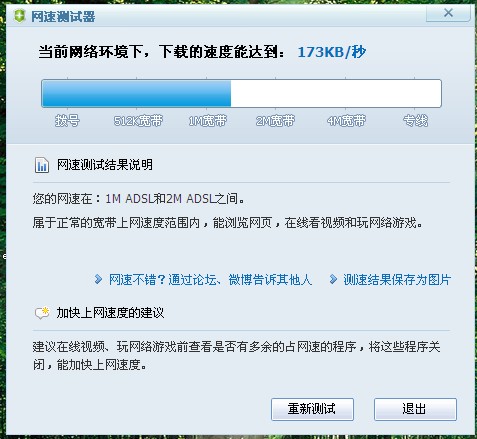 网速测试器
当前网络环境下，下载的速度能达到： 173KB/秒
拨号 512K宽带 1M宽带 2M宽带 4M宽带 专线
网速测试结果说明
您的网速在：1M ADSL和2M ADSL之间。
属于正常的宽带上网速度范围内，能浏览网页，在线看视频和玩网络游戏。
网速不错？通过论坛、微博告诉其他人 测速结果保存为图片
加快上网速度的建议
建议在线视频、玩网络游戏前查看是否有多余的占网速的程序，将这些程序关
闭，能加快上网速度。
重新测试 退出